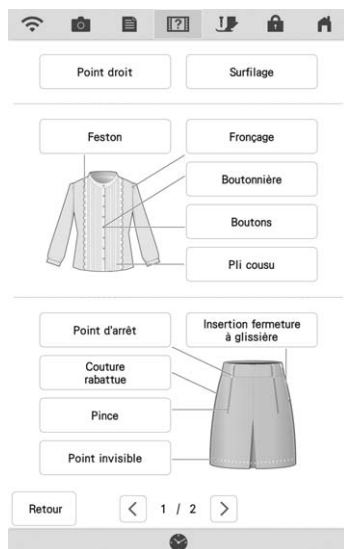 Point droit
Surfilage
Feston
Fronçage
Boutonnière
Boutons
Pli cousu
Point d'arrêt
Insertion fermeture
à glissière
Couture
rabattue
Pince
Point invisible
Retour
1 / 2